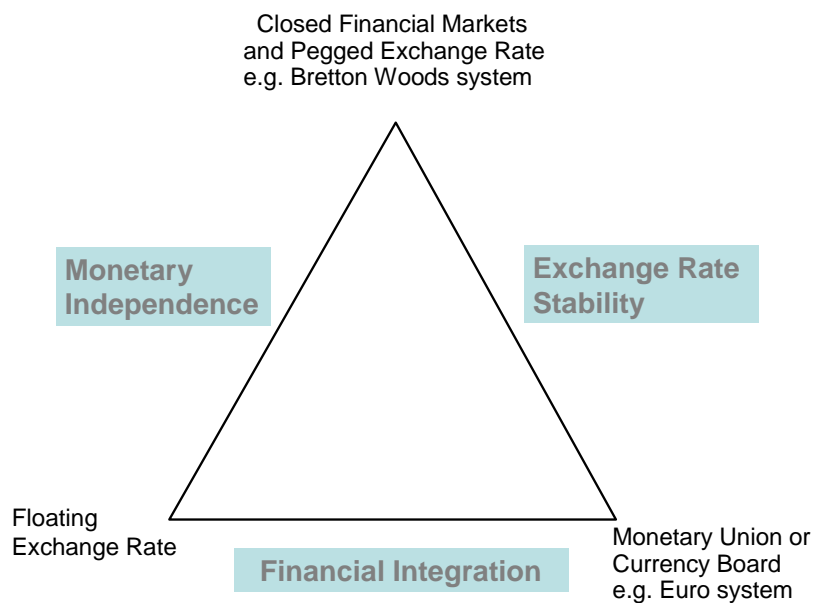 Closed Financial Markets
and Pegged Exchange Rate
e.g. Bretton Woods system
Monetary
Independence
Exchange Rate
Stability
Floating
Exchange Rate
Financial Integration
Monetary Union or
Currency Board
e.g. Euro system